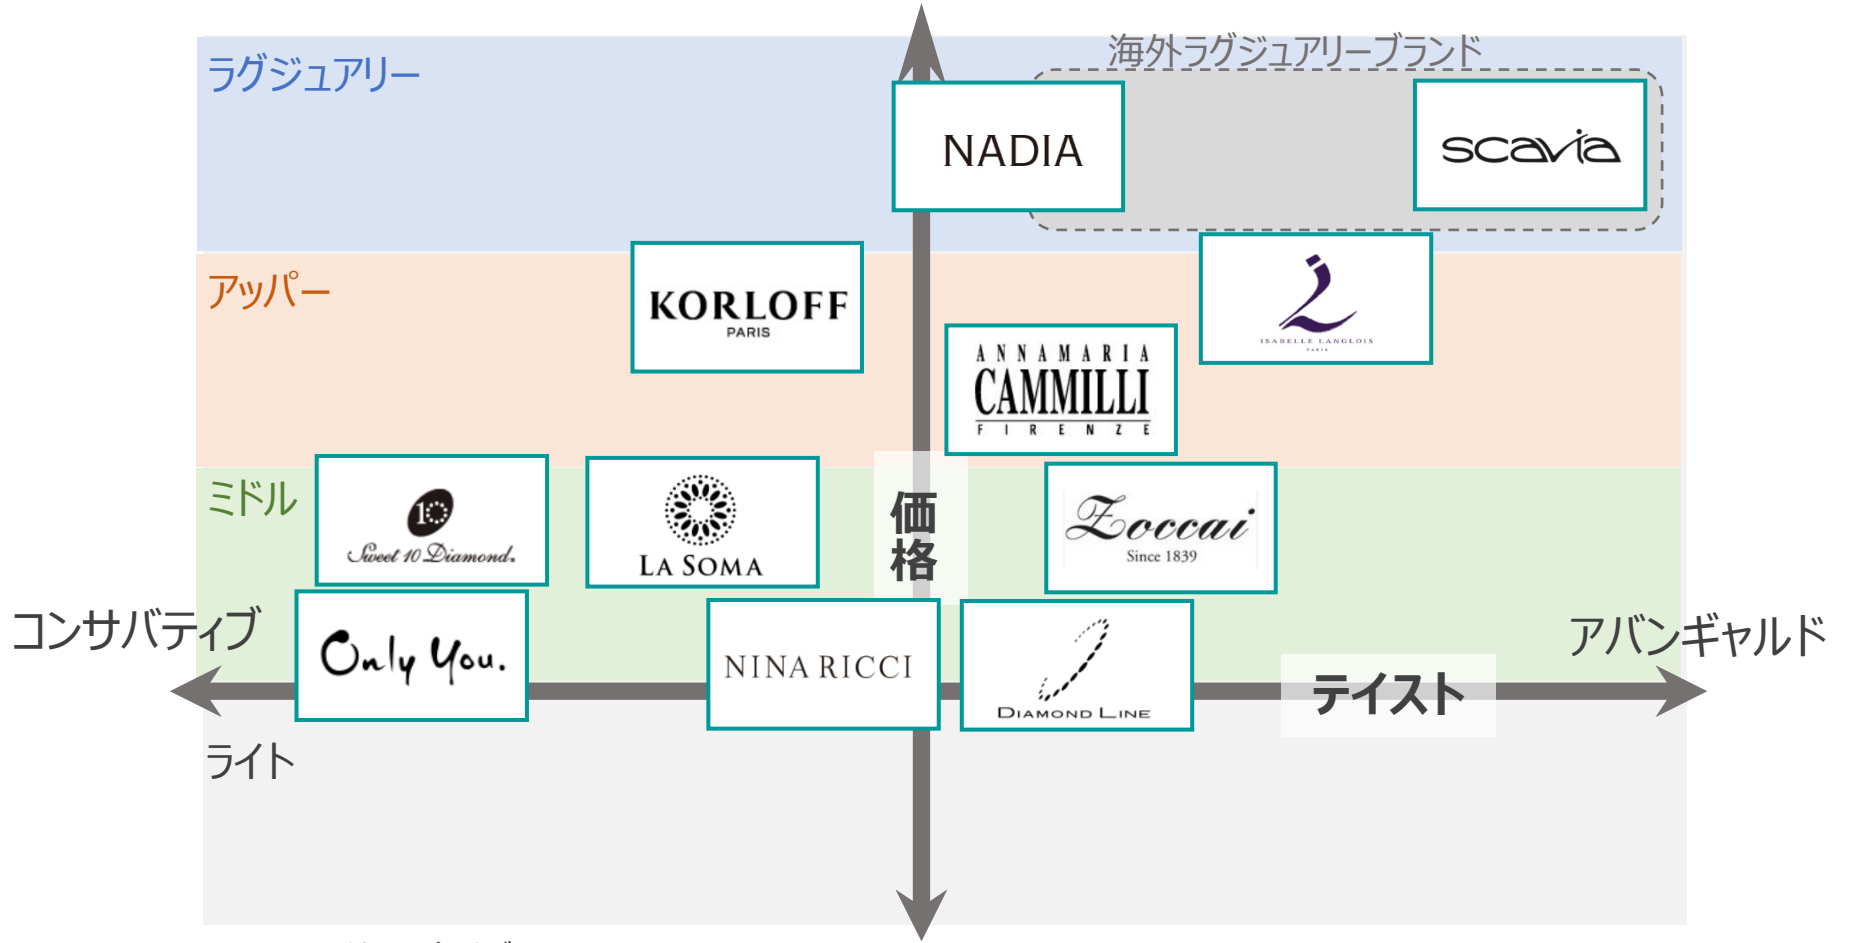 海外ラグジュアリーブランド
ラグジュアリー
NADIA
scavia
アッパー
KORLOFF
PARIS
ISABELLE LANGLOIS
PARIS
ANNAMARIA
CAMMILLI
FIRENZE
ミドル
10
Sweet 10 Diamond.
LA SOMA
価格
Zoccai
Since 1839
コンサバティブ
アバンギャルド
Only You.
NINA RICCI
DIAMOND LINE
テイスト
ライト